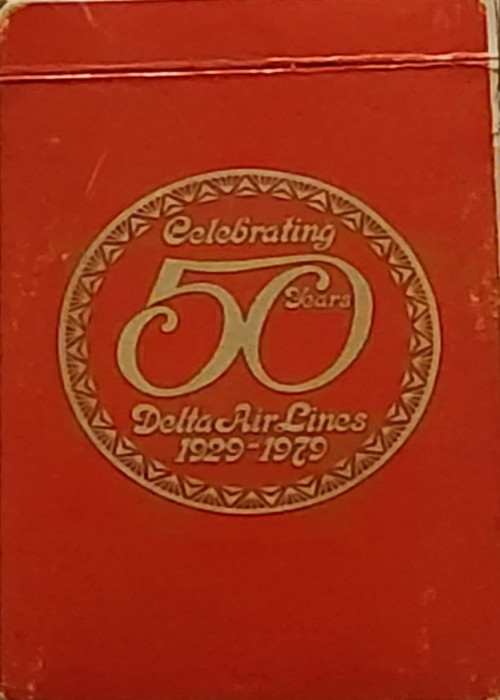 Celebrating
50 Years
Delta Air Lines
1929-1979